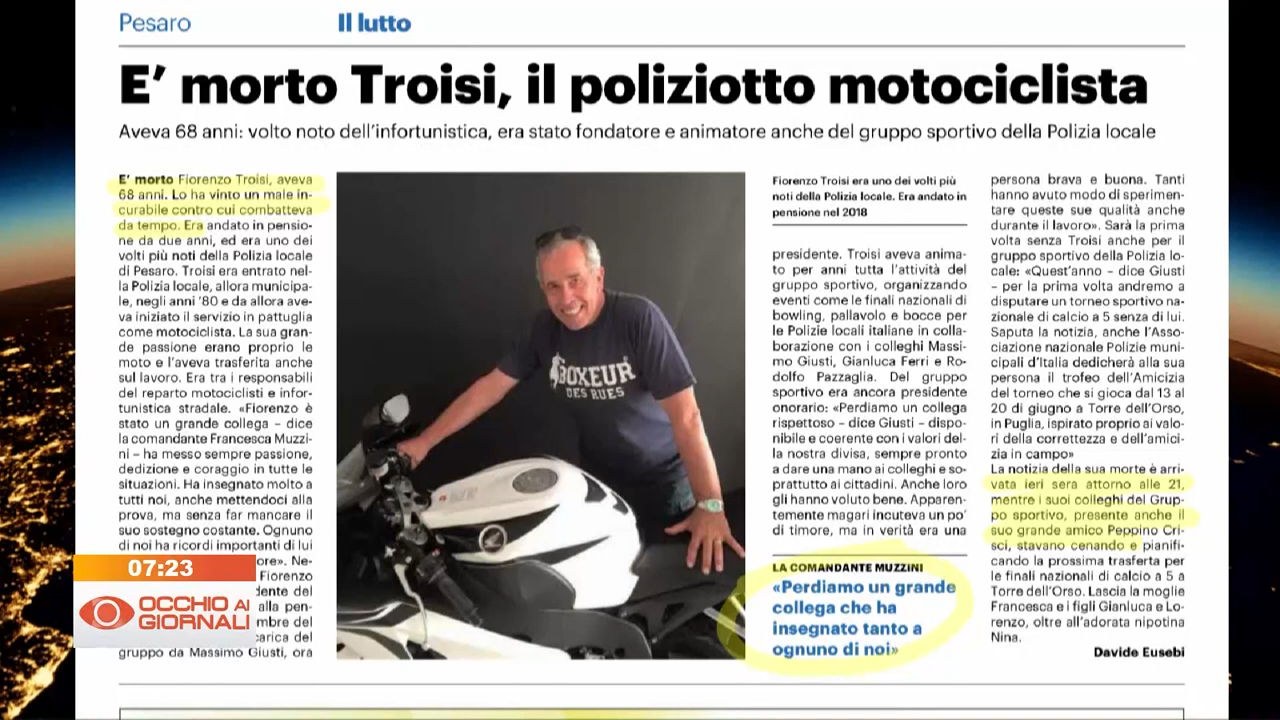 Pesaro
Il lutto
E’ morto Troisi, il poliziotto motociclista
Aveva 68 anni: volto noto dell’infortunistica, era stato fondatore e animatore anche del gruppo sportivo della Polizia locale
E’ morto Fiorenzo Troisi, aveva
68 anni. Lo ha vinto un male in-
curabile contro cui combatteva
da tempo. Era andato in pensio-
ne da due anni, ed era uno dei
volti più noti della Polizia locale
di Pesaro. Troisi era entrato nel-
la Polizia locale, allora municipa-
le, negli anni ’80 e da allora ave-
va iniziato il servizio in pattuglia
come motociclista. La sua gran-
de passione erano proprio le
moto e l’aveva trasferita anche
sul lavoro. Era tra i responsabili
del reparto motociclisti e infor-
tunistica stradale. «Fiorenzo è
stato un grande collega – dice
la comandante Francesca Muzzi-
ni – ha messo sempre passione,
dedizione e coraggio in tutte le
situazioni. Ha insegnato molto a
tutti noi, anche mettendoci alla
prova, ma senza far mancare il
suo sostegno costante. Ognuno
di noi ha ricordi importanti di lui
ore». Ne-
Fiorenzo
dente del
alla pen-
mbre del
carica del
gruppo da Massimo Giusti, ora
BOXEUR
DES RUES
Fiorenzo Troisi era uno dei volti più
noti della Polizia locale. Era andato in
pensione nel 2018
presidente. Troisi aveva anima-
to per anni tutta l’attività del
gruppo sportivo, organizzando
eventi come le finali nazionali di
bowling, pallavolo e bocce per
le Polizie locali italiane in colla-
borazione con i colleghi Massi-
mo Giusti, Gianluca Ferri e Ro-
dolfo Pazzaglia. Del gruppo
sportivo era ancora presidente
onorario: «Perdiamo un collega
rispettoso – dice Giusti – dispo-
nibile e coerente con i valori del-
la nostra divisa, sempre pronto
a dare una mano ai colleghi e so-
prattutto ai cittadini. Anche loro
gli hanno voluto bene. Apparen-
temente magari incuteva un po’
di timore, ma in verità era una
LA COMANDANTE MUZZINI
«Perdiamo un grande
collega che ha
insegnato tanto a
ognuno di noi»
persona brava e buona. Tanti
hanno avuto modo di sperimen-
tare queste sue qualità anche
durante il lavoro». Sarà la prima
volta senza Troisi anche per il
gruppo sportivo della Polizia lo-
cale: «Quest’anno – dice Giusti
– per la prima volta andremo a
disputare un torneo sportivo na-
zionale di calcio a 5 senza di lui.
Saputa la notizia, anche l’Asso-
ciazione nazionale Polizie muni-
cipali d’Italia dedicherà alla sua
persona il trofeo dell’Amicizia
del torneo che si gioca dal 13 al
20 di giugno a Torre dell’Orso,
in Puglia, ispirato proprio ai valo-
ri della correttezza e dell’amici-
zia in campo»
La notizia della sua morte è arri-
vata ieri sera attorno alle 21,
mentre i suoi colleghi del Grup-
po sportivo, presente anche il
suo grande amico Peppino Cri-
sci, stavano cenando e pianifi-
cando la prossima trasferta per
le finali nazionali di calcio a 5 a
Torre dell’Orso. Lascia la moglie
Francesca e i figli Gianluca e Lo-
renzo, oltre all’adorata nipotina
Nina.
Davide Eusebi
07:23
OCCHIO AI
GIORNALI